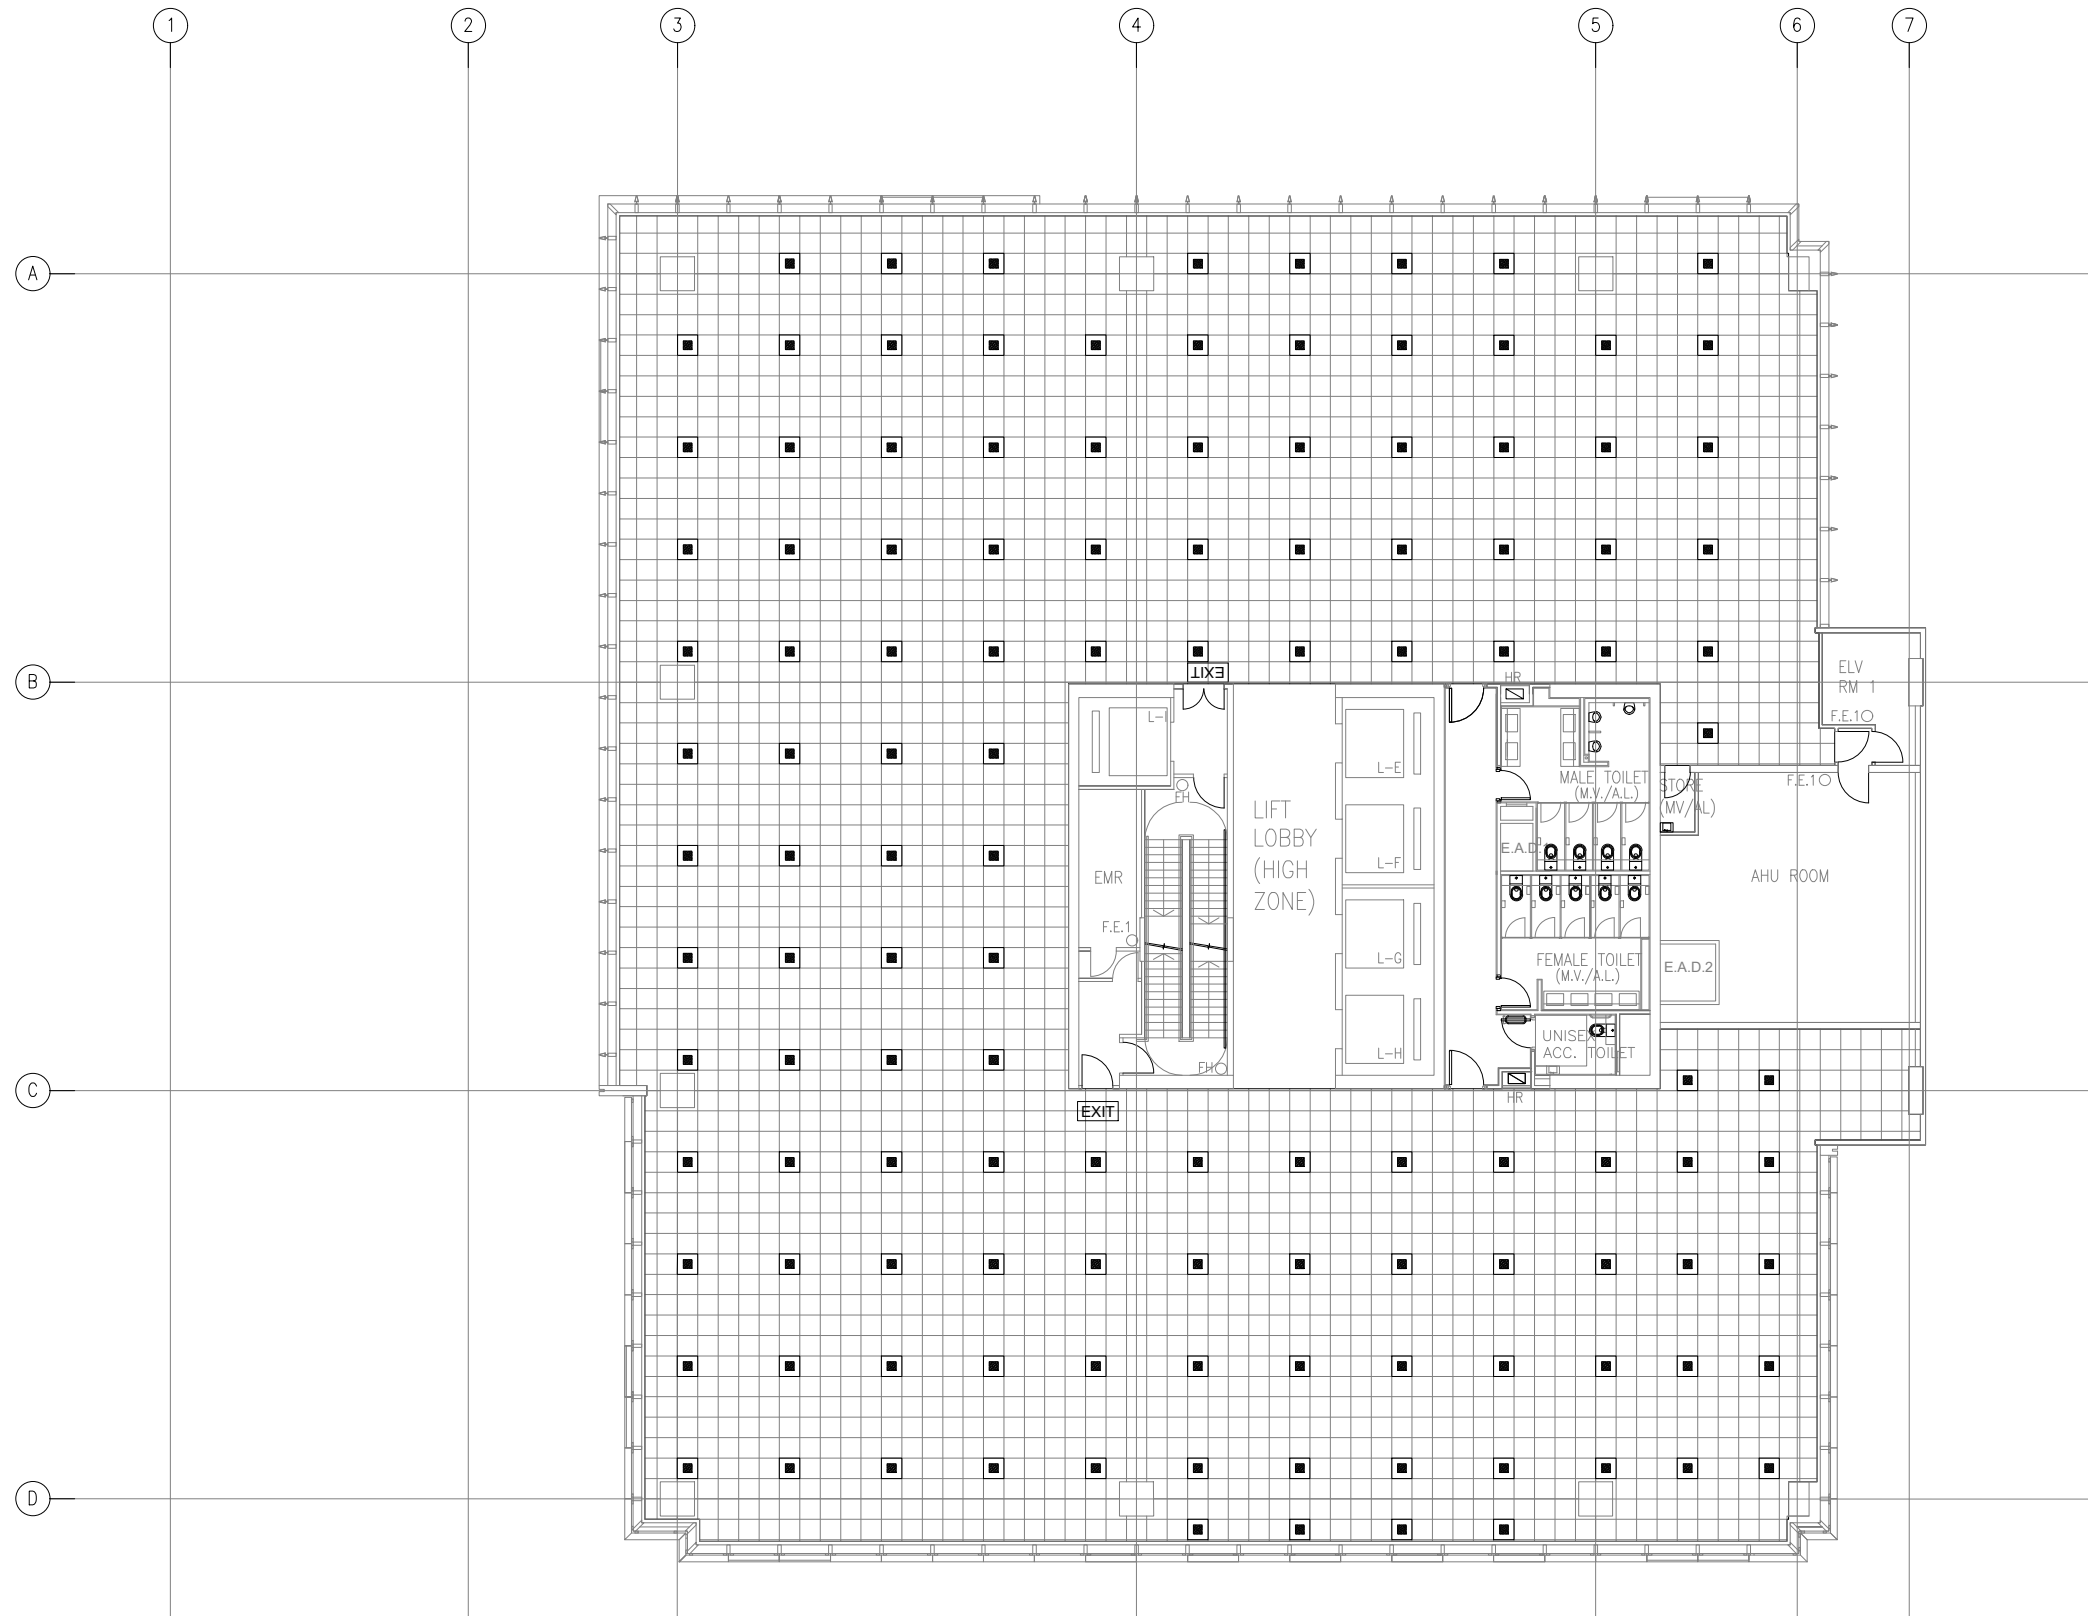 1 2 3 4 5 6 7
A
B
ELV
RM 1
F.E.1
EXIT
HR
L-I
L-E
MALE TOILET
(M.V./A.L.)
STORE
(MV/AL)
F.E.1
FH
LIFT
LOBBY
(HIGH
ZONE)
L-F
E.A.D.
EMR
AHU ROOM
F.E.1
L-G
FEMALE TOILET
(M.V./A.L.)
E.A.D.2
UNISEX
ACC. TOILET
L-H
FH
C
HR
EXIT
D